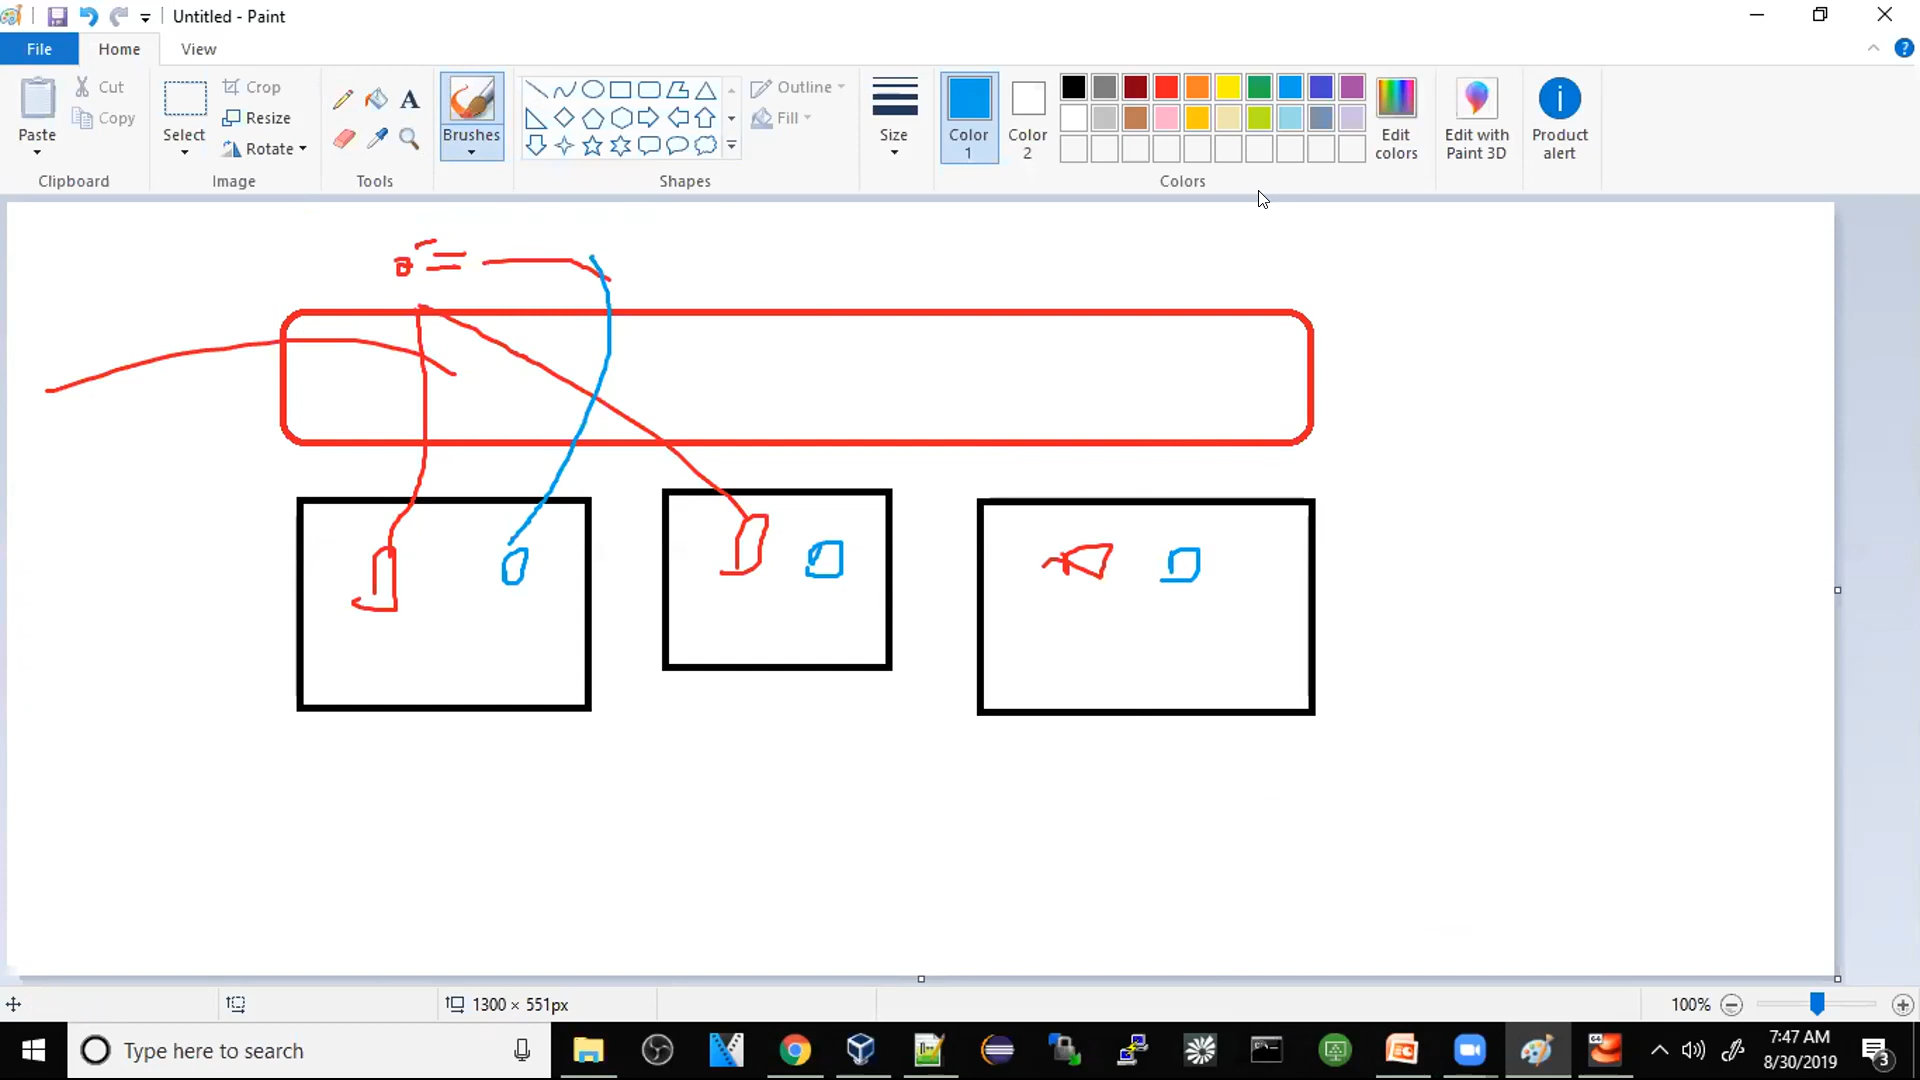 Untitled - Paint
File Home View
Paste Cut Copy Select Crop Resize Rotate A Brushes Outline Fill Size Color 1 Color 2 Edit colors Edit with Paint 3D Product alert
Clipboard Image Tools Shapes Colors
1300 × 551px 100%
Type here to search 7:47 AM
8/30/2019 3